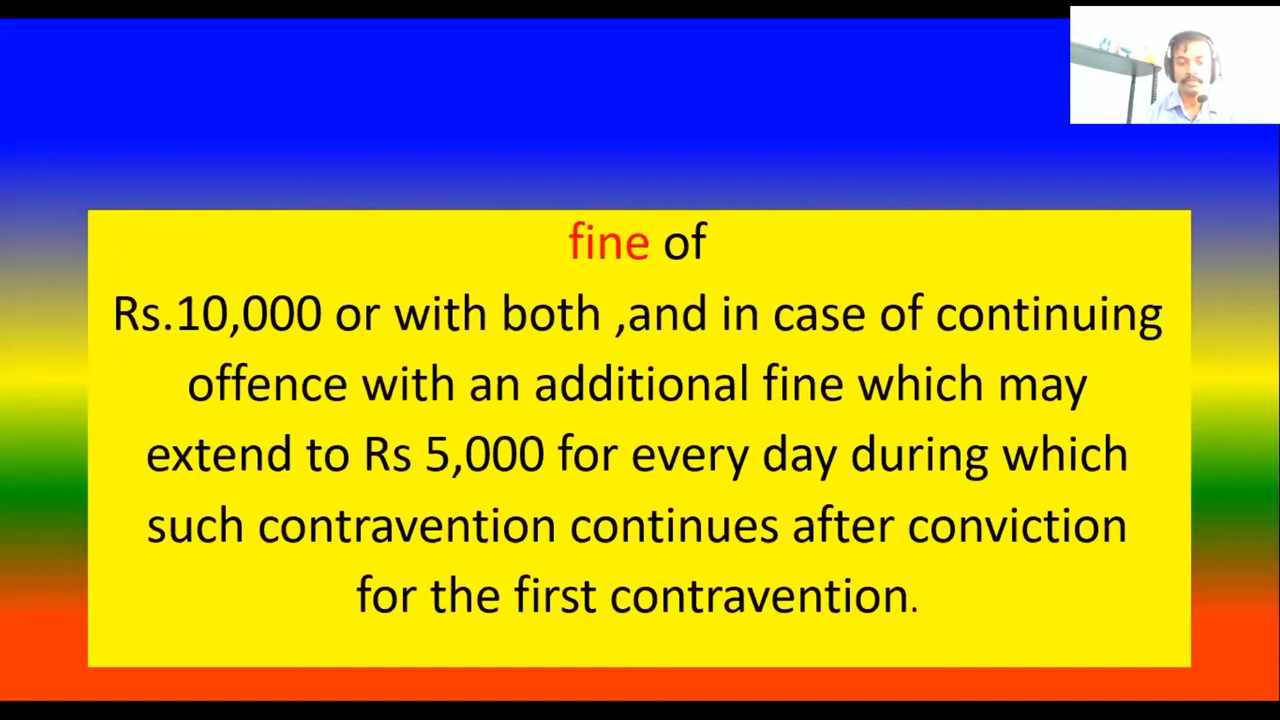 fine of
Rs.10,000 or with both ,and in case of continuing
offence with an additional fine which may
extend to Rs 5,000 for every day during which
such contravention continues after conviction
for the first contravention.